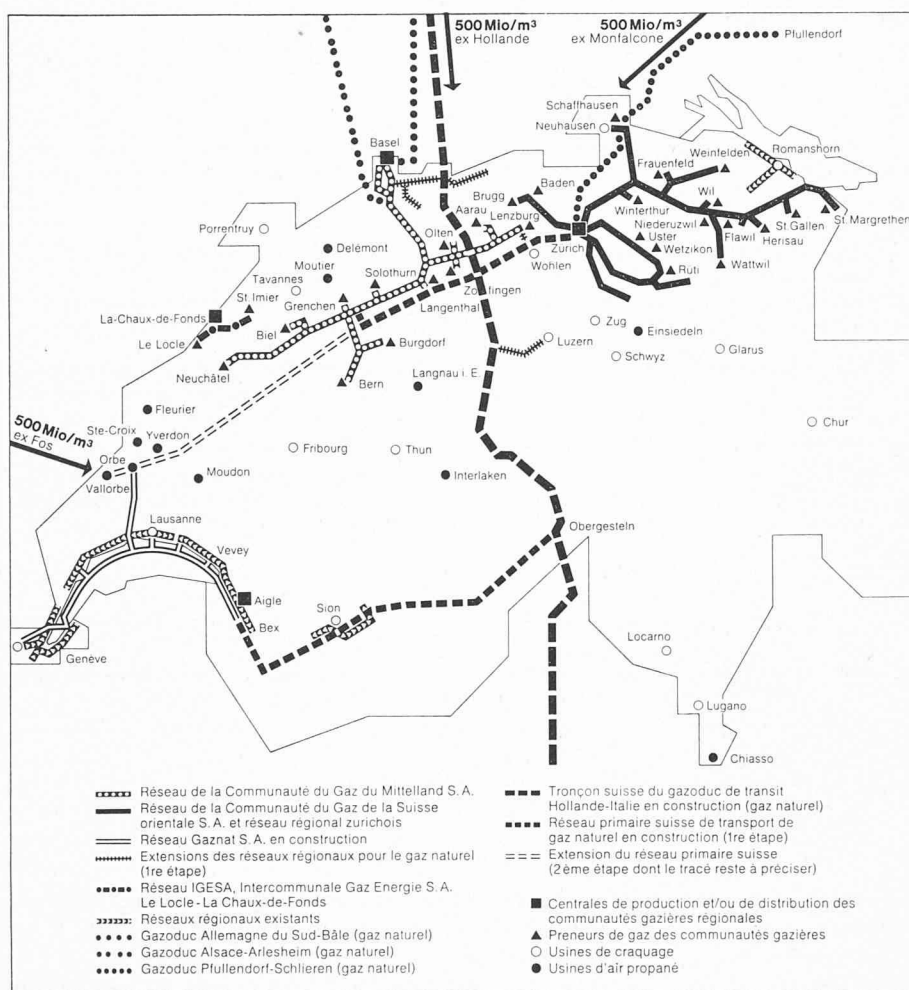 500 Mio/m³
ex Hollande
500 Mio/m³
ex Monfalcone
Pfullendorf
Schaffhausen
Neuhausen
Basel
Romanshorn
Weinfelden
Frauenfeld
Baden
Brugg
Wil
Winterthur
Niederuzwil
St. Gallen
St. Margrethen
Lenzburg
Aarau
Flawil
Herisau
Uster
Porrentruy
Olten
Zürich
Wetzikon
Delémont
Wohlen
Wattwil
Rüti
Moutier
Solothurn
Tavannes
Zofingen
St. Imier
Grenchen
Langenthal
La-Chaux-de-Fonds
Zug
Einsiedeln
Biel
Le Locle
Burgdorf
Luzern
Schwyz
Glarus
Neuchâtel
Bern
Langnau i. E.
Fleurier
500 Mio/m³
ex Fos
Ste-Croix
Yverdon
Chur
Orbe
Fribourg
Thun
Vallorbe
Moudon
Interlaken
Lausanne
Obergesteln
Vevey
Aigle
Sion
Bex
Genève
Locarno
Lugano
Chiasso
Réseau de la Communauté du Gaz du Mittelland S.A.
Réseau de la Communauté du Gaz de la Suisse
orientale S.A. et réseau régional zurichois
Réseau Gaznat S.A. en construction
Extensions des réseaux régionaux pour le gaz naturel
(1re étape)
Réseau IGESA, Intercommunale Gaz Energie S.A.
Le Locle - La Chaux-de-Fonds
Réseaux régionaux existants
Gazoduc Allemagne du Sud-Bâle (gaz naturel)
Gazoduc Alsace-Arlesheim (gaz naturel)
Gazoduc Pfullendorf-Schlieren (gaz naturel)
Tronçon suisse du gazoduc de transit
Hollande-Italie en construction (gaz naturel)
Réseau primaire suisse de transport de
gaz naturel en construction (1re étape)
Extension du réseau primaire suisse
(2ème étape dont le tracé reste à préciser)
Centrales de production et/ou de distribution des
communautés gazières régionales
Preneurs de gaz des communautés gazières
Usines de craquage
Usines d'air propané